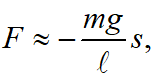 F ≈ − mg/ℓ s,